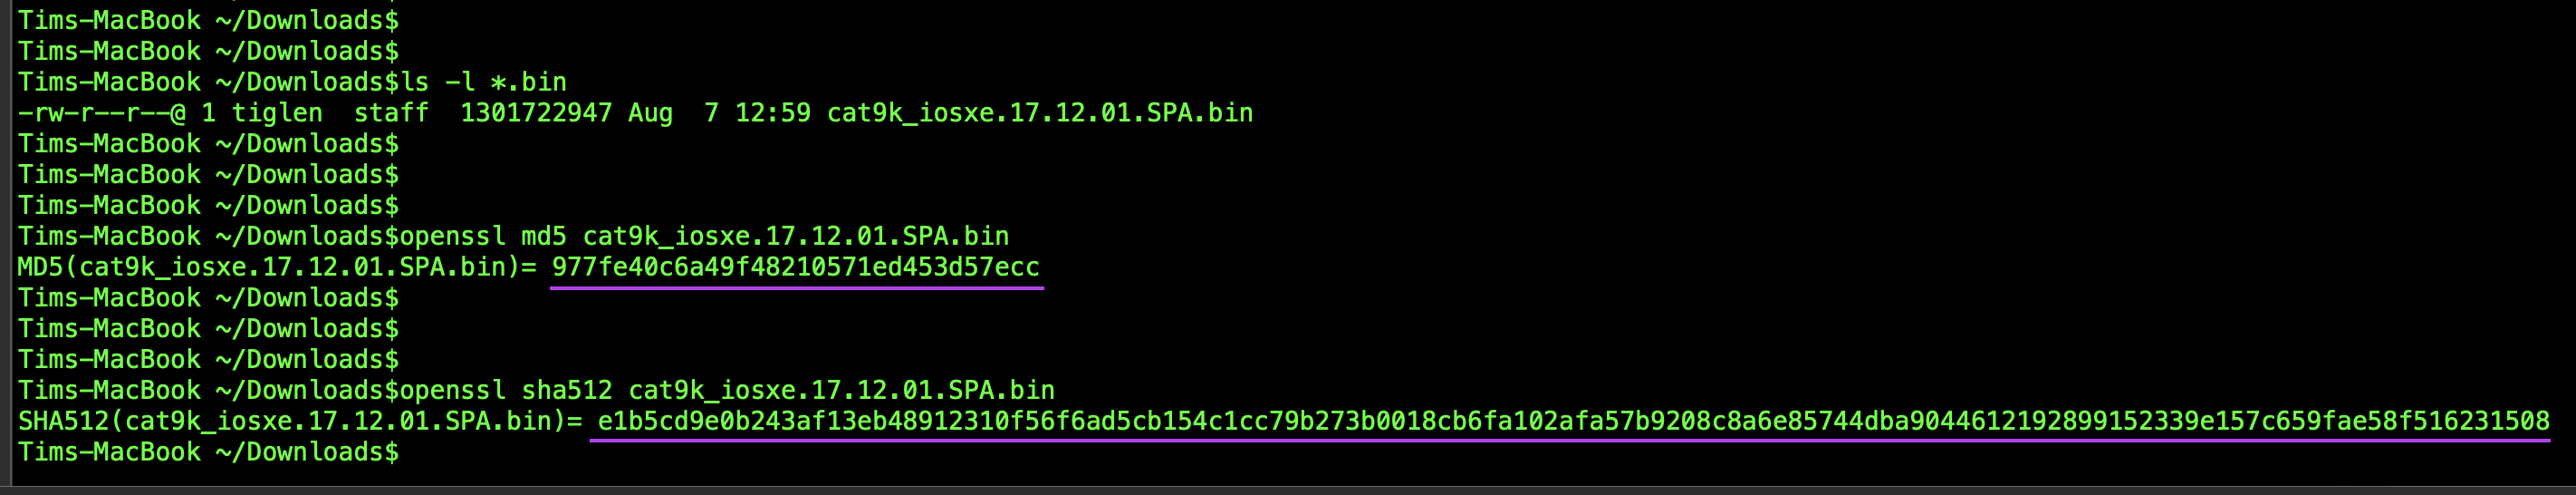 Tims-MacBook ~/Downloads$
Tims-MacBook ~/Downloads$
Tims-MacBook ~/Downloads$ls -l *.bin
-rw-r--r--@ 1 tiglen  staff  1301722947 Aug  7 12:59 cat9k_iosxe.17.12.01.SPA.bin
Tims-MacBook ~/Downloads$
Tims-MacBook ~/Downloads$
Tims-MacBook ~/Downloads$
Tims-MacBook ~/Downloads$openssl md5 cat9k_iosxe.17.12.01.SPA.bin
MD5(cat9k_iosxe.17.12.01.SPA.bin)= 977fe40c6a49f48210571ed453d57ecc
Tims-MacBook ~/Downloads$
Tims-MacBook ~/Downloads$
Tims-MacBook ~/Downloads$
Tims-MacBook ~/Downloads$openssl sha512 cat9k_iosxe.17.12.01.SPA.bin
SHA512(cat9k_iosxe.17.12.01.SPA.bin)= e1b5cd9e0b243af13eb48912310f56f6ad5cb154c1cc79b273b0018cb6fa102afa57b9208c8a6e85744dba9044612192899152339e157c659fae58f516231508
Tims-MacBook ~/Downloads$